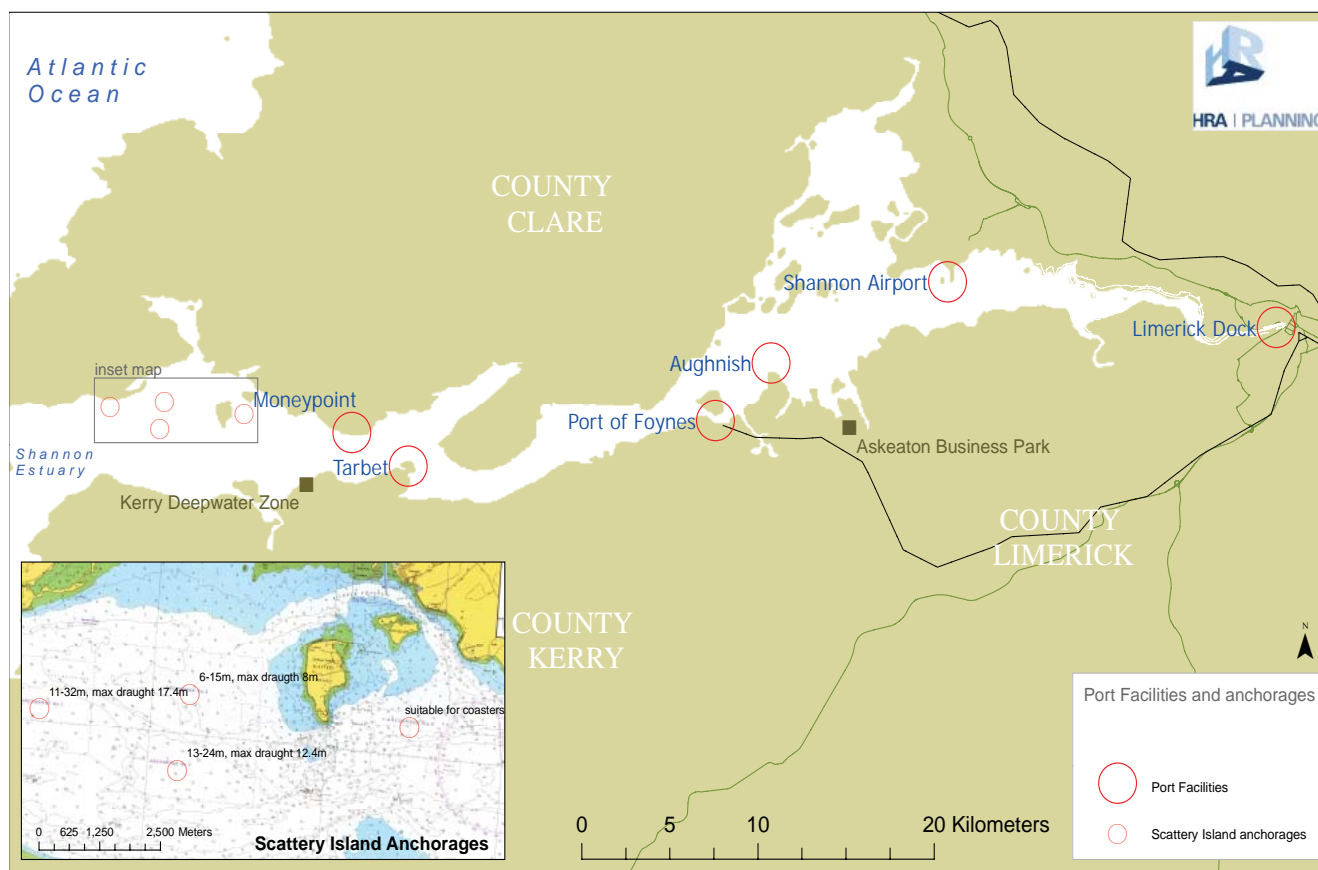 Atlantic
Ocean
HRA | PLANNING
COUNTY
CLARE
Shannon Airport
Limerick Dock
Aughnish
inset map
Moneypoint
Port of Foynes
Askeaton Business Park
Shannon
Estuary
Tarbet
Kerry Deepwater Zone
COUNTY
LIMERICK
COUNTY
KERRY
6-15m, max draugth 8m
11-32m, max draught 17.4m
suitable for coasters
13-24m, max draught 12.4m
0 625 1,250 2,500 Meters
Scattery Island Anchorages
0 5 10 20 Kilometers
N
Port Facilities and anchorages
Port Facilities
Scattery Island anchorages